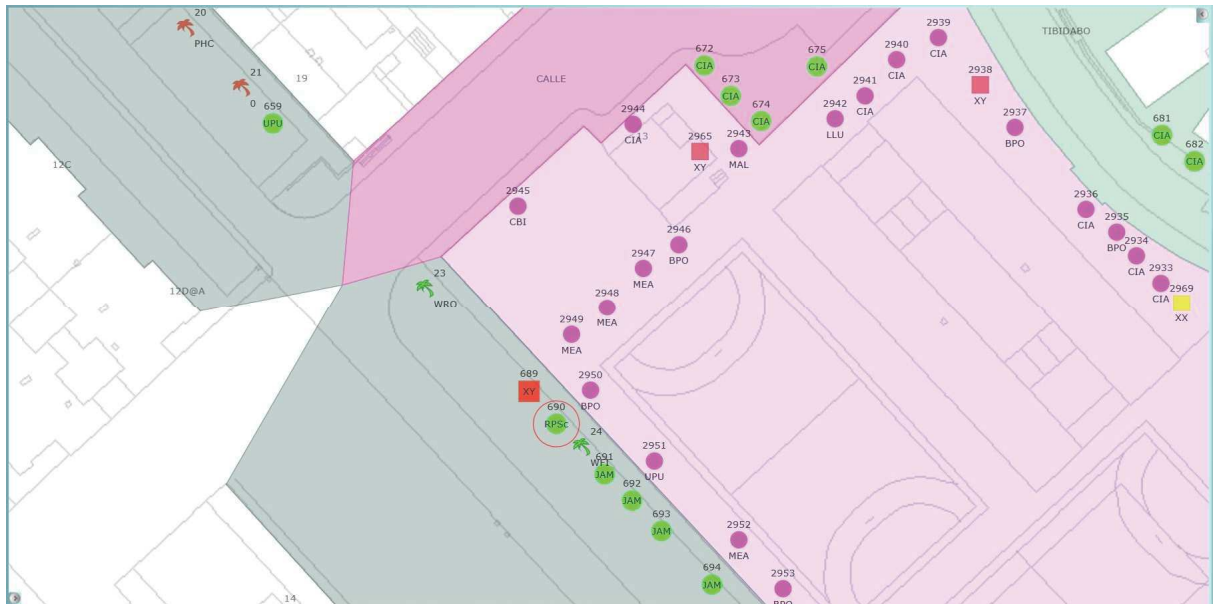 20
PHC
21
0
659
UPU
19
12C
12D@A
CALLE
672
CIA
673
CIA
674
CIA
675
CIA
2939
CIA
2940
CIA
2941
CIA
2942
LLU
2938
XY
2937
BPO
TIBIDABO
681
CIA
682
CIA
2944
CIA
13
2965
XY
2943
MAL
2945
CBI
2946
BPO
2947
MEA
2948
MEA
2949
MEA
2950
BPO
2936
CIA
2935
BPO
2934
CIA
2933
CIA
2969
XX
23
WRO
689
XY
690
RPSc
24
WFI
691
JAM
692
JAM
693
JAM
694
JAM
2951
UPU
2952
MEA
2953
BPO
14